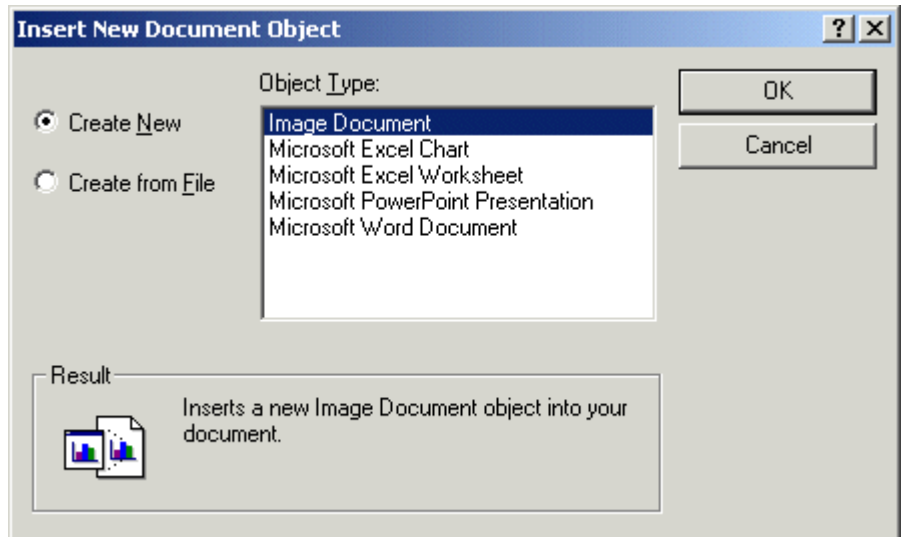 Insert New Document Object
Object Type:
Create New
Create from File
Image Document
Microsoft Excel Chart
Microsoft Excel Worksheet
Microsoft PowerPoint Presentation
Microsoft Word Document
OK
Cancel
Result
Inserts a new Image Document object into your
document.